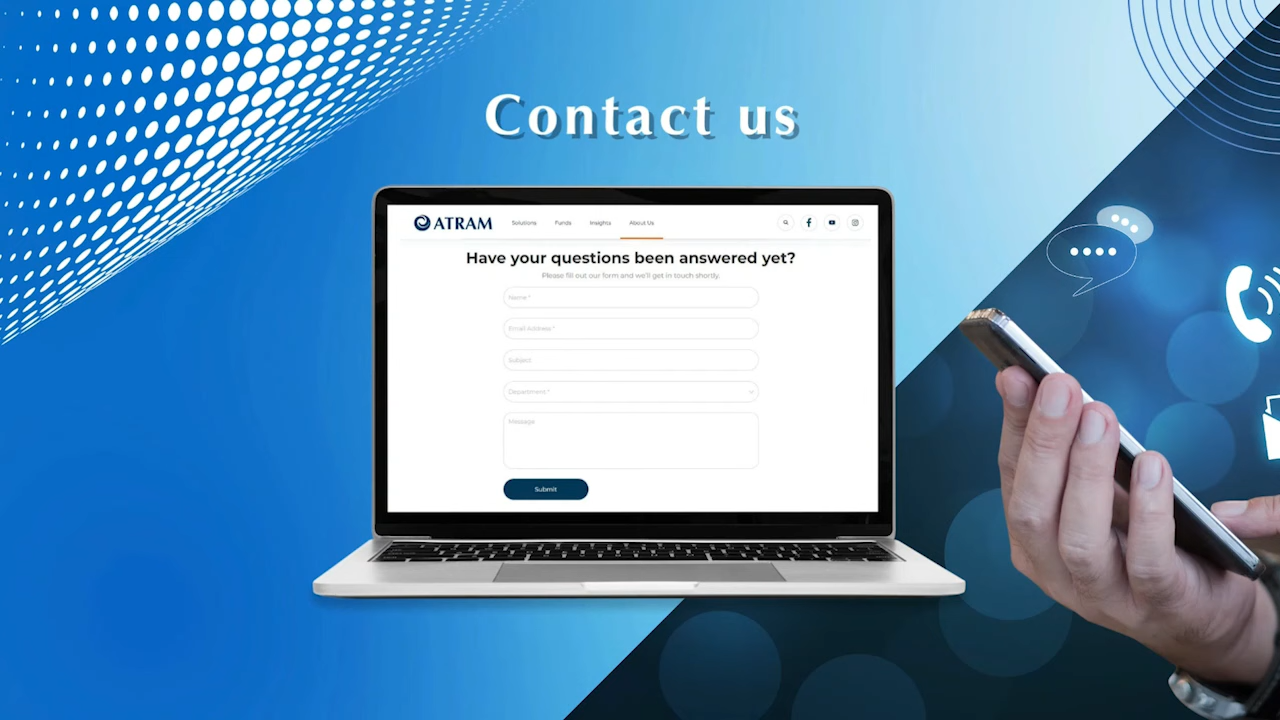 Contact us
ATRAM Solutions Funds Insights About Us
Have your questions been answered yet?
Please fill out our form and we'll get in touch shortly.
Name *
Email Address *
Subject
Department *
Message
Submit